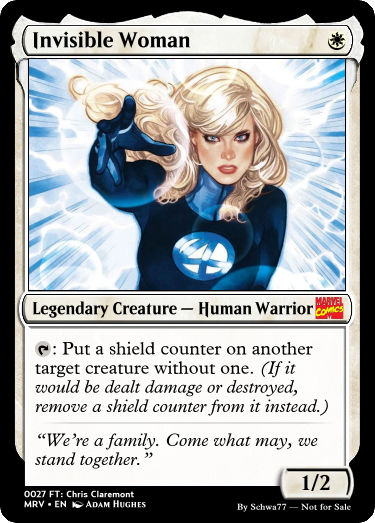 Invisible Woman
Legendary Creature — Human Warrior
MARVEL
COMICS
: Put a shield counter on another
target creature without one. (If it
would be dealt damage or destroyed,
remove a shield counter from it instead.)
“We’re a family. Come what may, we
stand together.”
1/2
0027 FT: Chris Claremont
MRV • EN Adam Hughes
By Schwa77 — Not for Sale